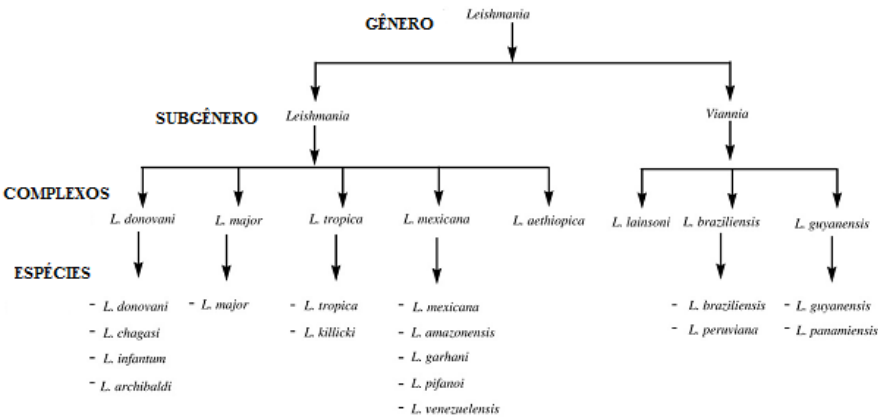 GÊNERO Leishmania
SUBGÊNERO Leishmania Viannia
COMPLEXOS
L. donovani L. major L. tropica L. mexicana L. aethiopica L. lainsoni L. braziliensis L. guyanensis
ESPÉCIES
- L. donovani - L. major - L. tropica - L. mexicana - L. braziliensis - L. guyanensis
- L. chagasi - L. killicki - L. amazonensis - L. peruviana - L. panamiensis
- L. infantum - L. garhani
- L. archibaldi - L. pifanoi
- L. venezuelensis